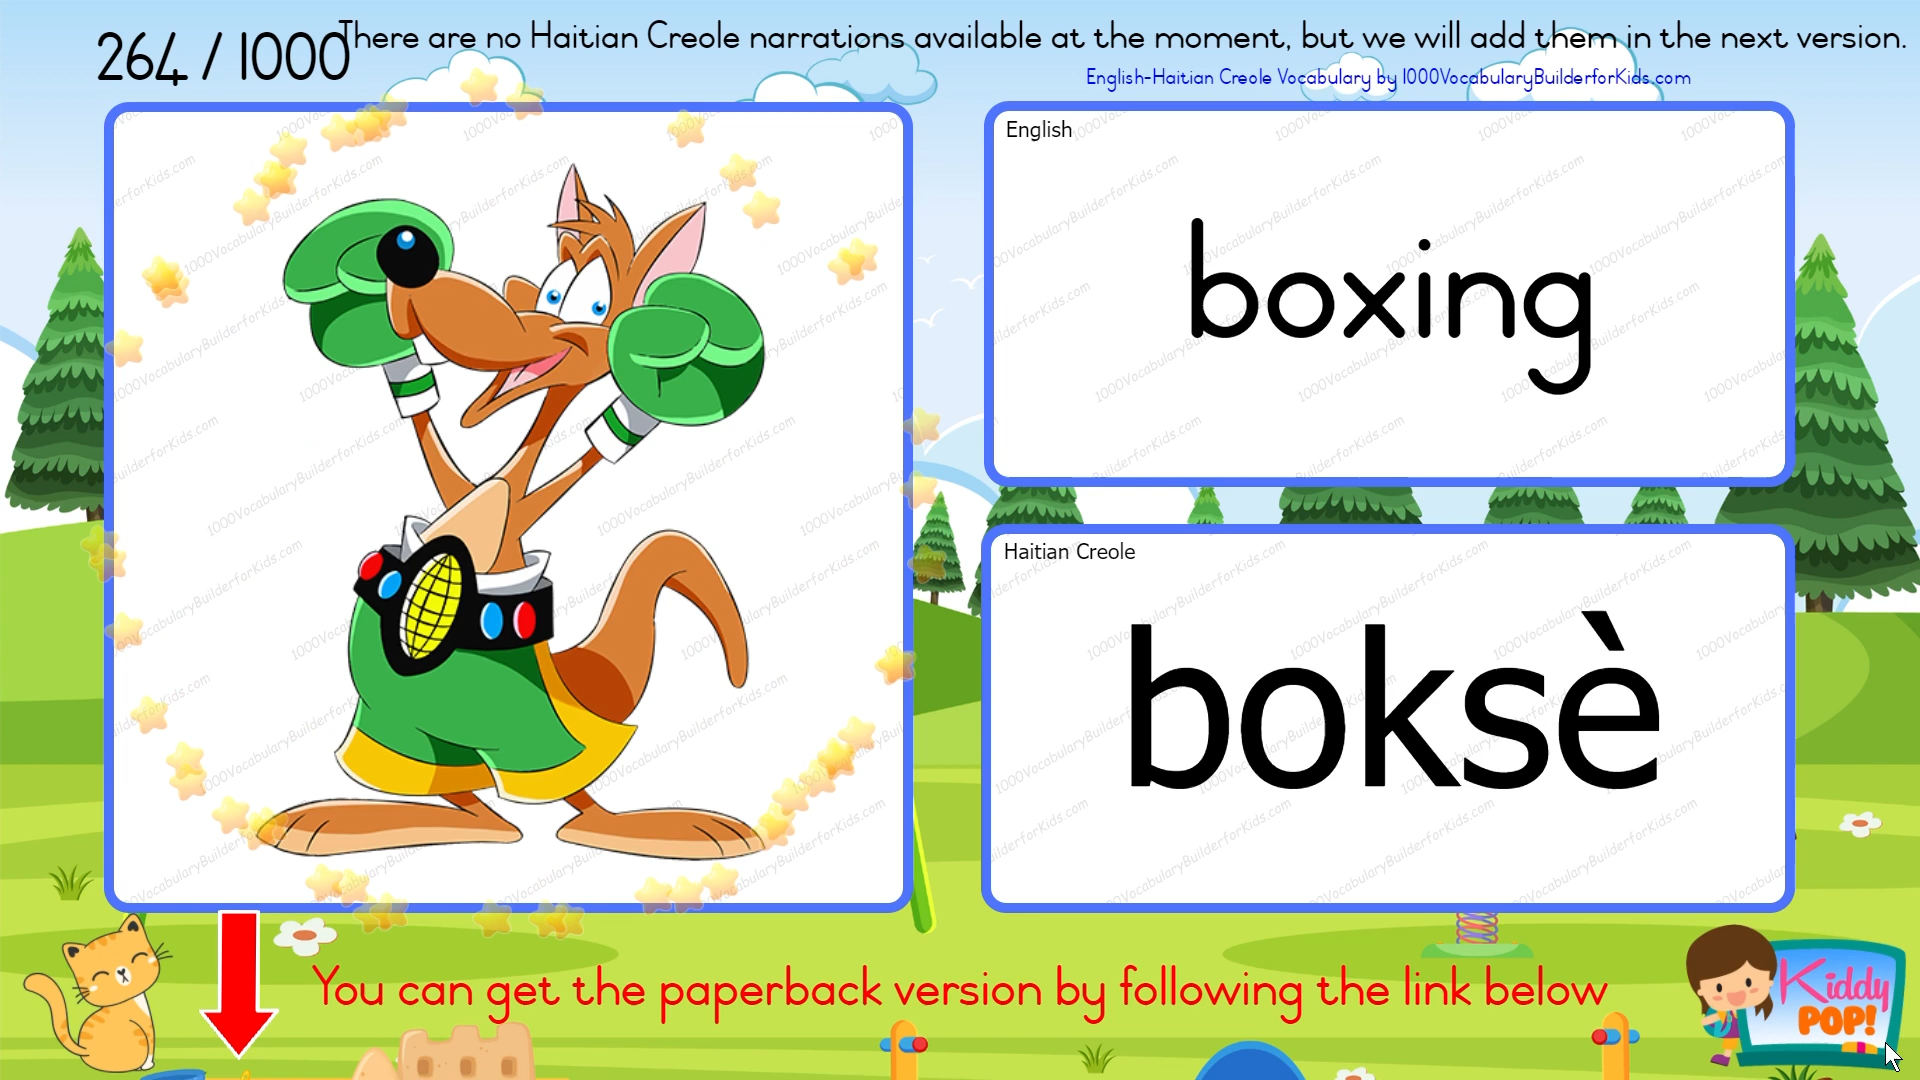 264 / 1000
There are no Haitian Creole narrations available at the moment, but we will add them in the next version.
English-Haitian Creole Vocabulary by 1000VocabularyBuilderforKids.com
English
boxing
Haitian Creole
boksè
You can get the paperback version by following the link below
Kiddy
POP!
1000VocabularyBuilderforKids.com